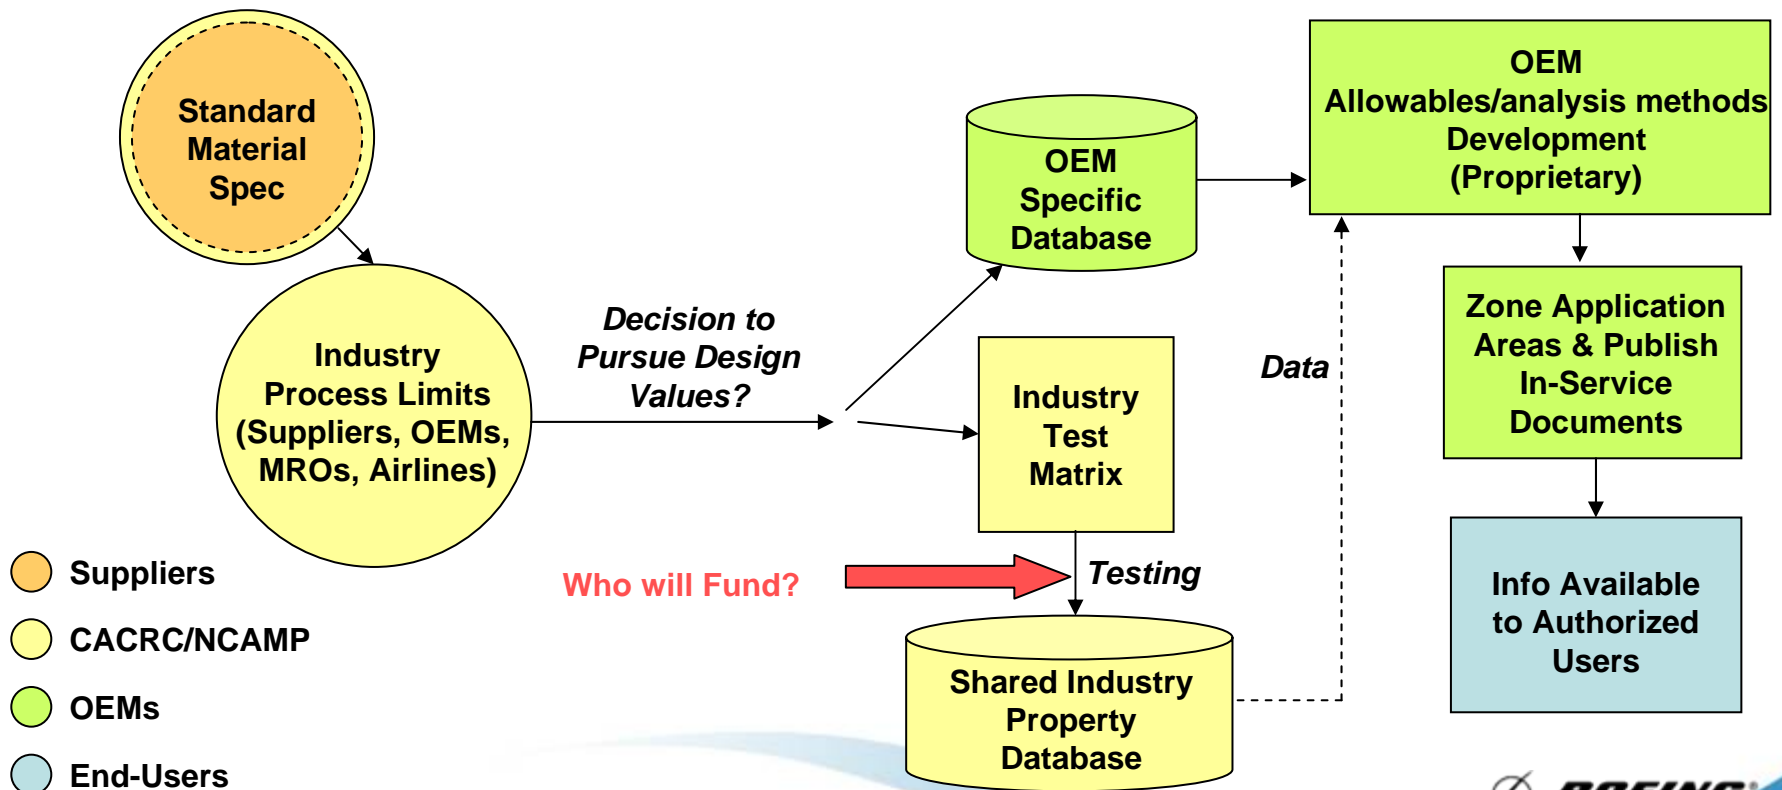 Standard
Material
Spec
Industry
Process Limits
(Suppliers, OEMs,
MROs, Airlines)
Decision to
Pursue Design
Values?
OEM
Specific
Database
Industry
Test
Matrix
Who will Fund?
Testing
Shared Industry
Property
Database
Data
OEM
Allowables/analysis methods
Development
(Proprietary)
Zone Application
Areas & Publish
In-Service
Documents
Info Available
to Authorized
Users
Suppliers
CACRC/NCAMP
OEMs
End-Users
BOEING